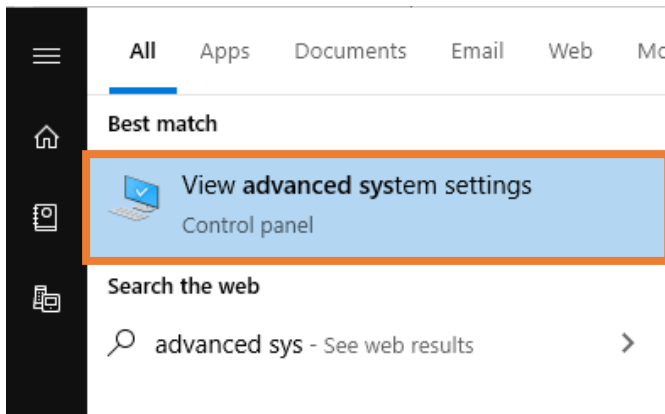 All Apps Documents Email Web
Best match
View advanced system settings
Control panel
Search the web
advanced sys - See web results